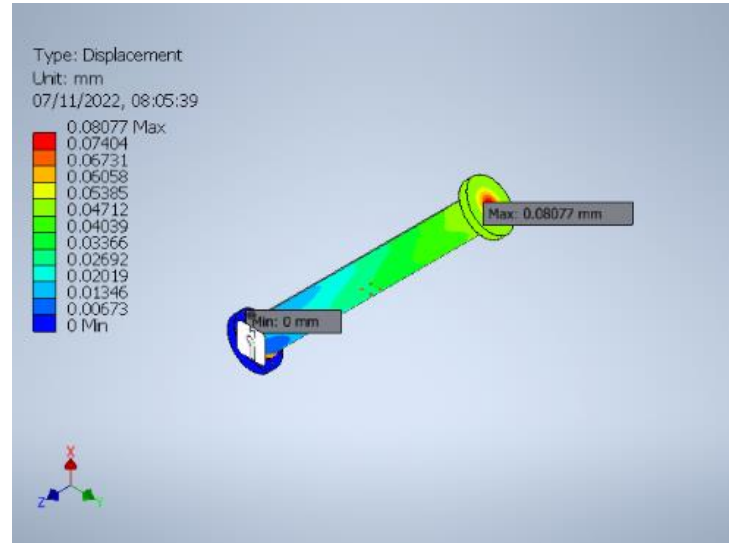 Type: Displacement
Unit: mm
07/11/2022, 08:05:39
0.08077 Max
0.07404
0.06731
0.06058
0.05385
0.04712
0.04039
0.03366
0.02692
0.02019
0.01346
0.00673
0 Min
Max: 0.08077 mm
Min: 0 mm
X
Z
Y